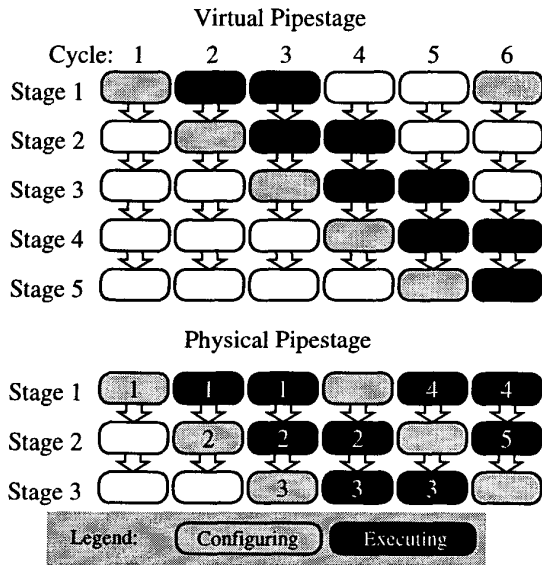 Virtual Pipestage
Cycle: 1 2 3 4 5 6
Stage 1
Stage 2
Stage 3
Stage 4
Stage 5
Physical Pipestage
Stage 1 1 1 1 4 4
Stage 2 2 2 2 5
Stage 3 3 3 3
Legend: Configuring Executing